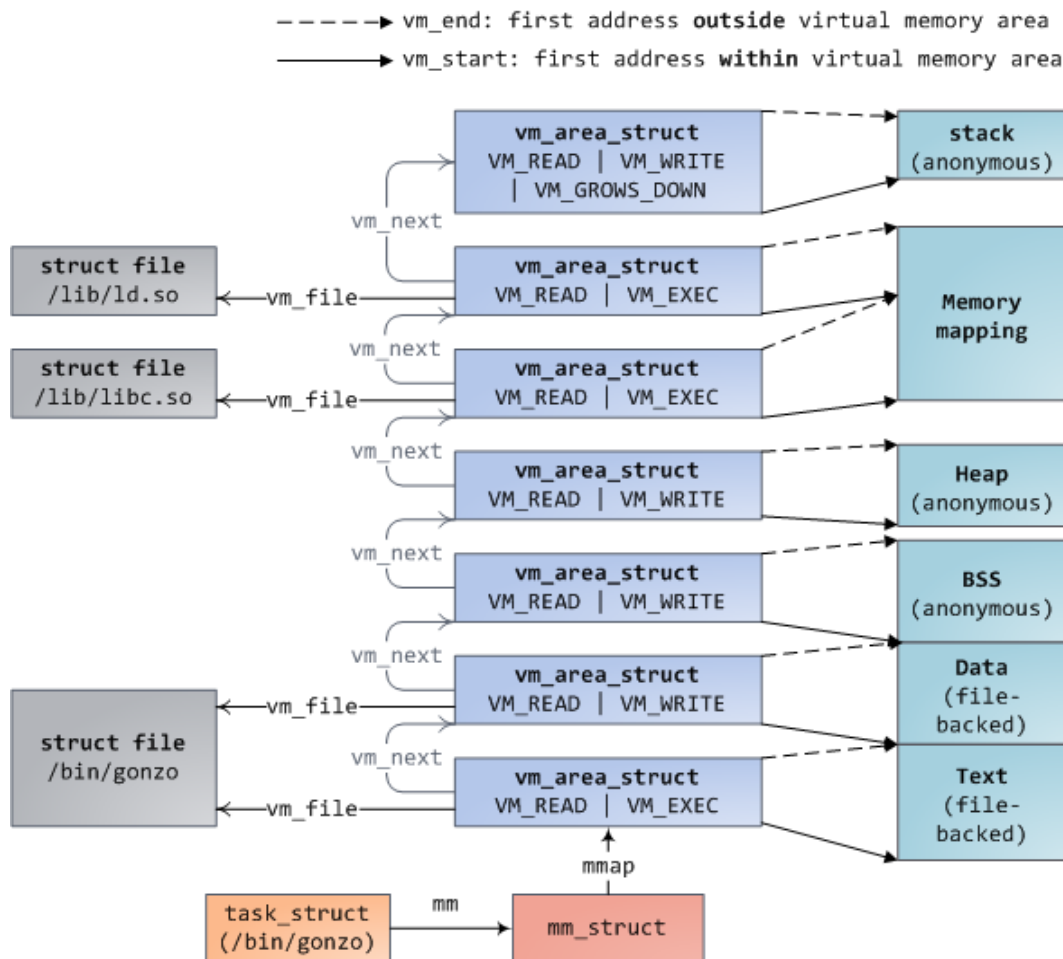 vm_end: first address outside virtual memory area
vm_start: first address within virtual memory area
vm_area_struct
VM_READ | VM_WRITE
| VM_GROWS_DOWN
stack
(anonymous)
vm_next
struct file
/lib/ld.so
vm_file
vm_area_struct
VM_READ | VM_EXEC
Memory
mapping
vm_next
struct file
/lib/libc.so
vm_file
vm_area_struct
VM_READ | VM_EXEC
vm_next
vm_area_struct
VM_READ | VM_WRITE
Heap
(anonymous)
vm_next
vm_area_struct
VM_READ | VM_WRITE
BSS
(anonymous)
vm_next
vm_area_struct
VM_READ | VM_WRITE
Data
(file-
backed)
vm_file
struct file
/bin/gonzo
vm_next
vm_file
vm_area_struct
VM_READ | VM_EXEC
Text
(file-
backed)
mmap
task_struct
(/bin/gonzo)
mm
mm_struct